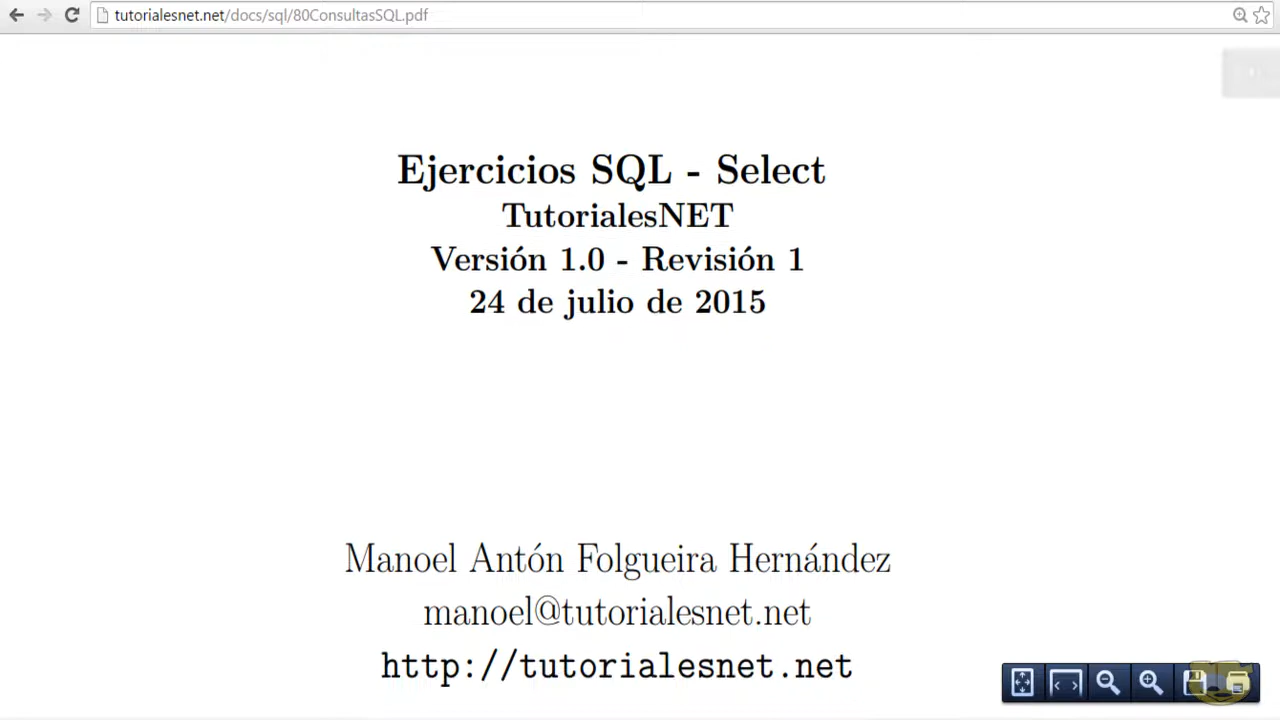 tutorialesnet.net/docs/sql/80ConsultasSQL.pdf
Ejercicios SQL - Select
TutorialesNET
Versión 1.0 - Revisión 1
24 de julio de 2015
Manoel Antón Folgueira Hernández
manoel@tutorialesnet.net
http://tutorialesnet.net